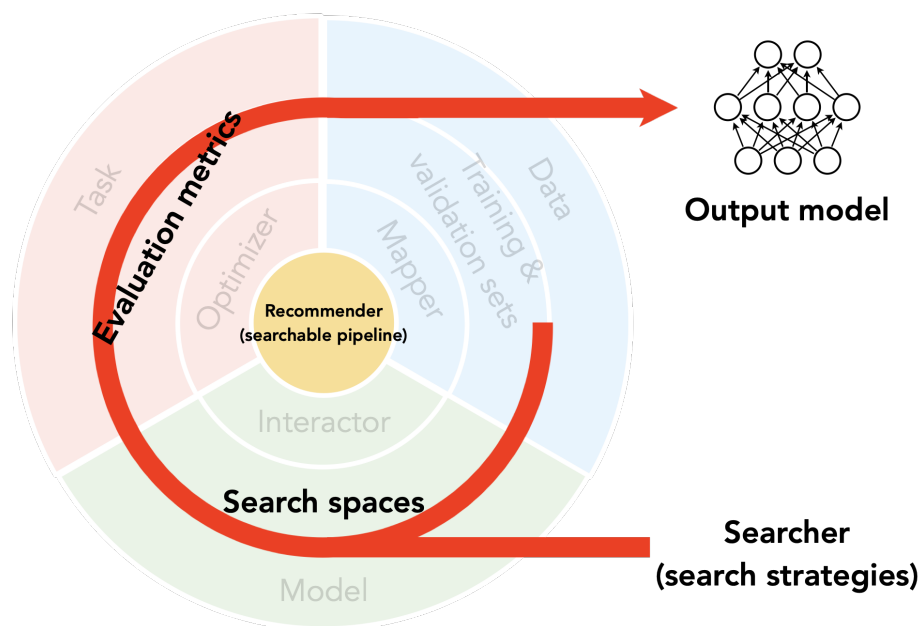 Task
Evaluation metrics
Optimizer
Data
Training &
validation sets
Mapper
Recommender
(searchable pipeline)
Interactor
Search spaces
Model
Output model
Searcher
(search strategies)